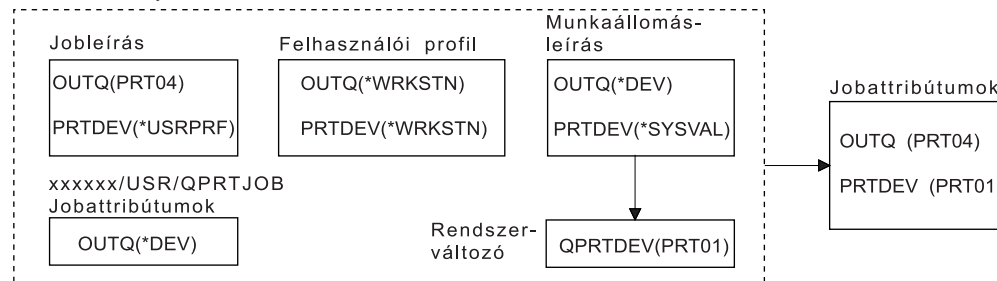 Jobleírás
OUTQ(PRT04)
PRTDEV(*USRPRF)
Felhasználói profil
OUTQ(*WRKSTN)
PRTDEV(*WRKSTN)
Munkaállomás-
leírás
OUTQ(*DEV)
PRTDEV(*SYSVAL)
xxxxxx/USR/QPRTJOB
Jobattribútumok
OUTQ(*DEV)
Rendszer-
változó
QPRTDEV(PRT01)
Jobattribútumok
OUTQ (PRT04)
PRTDEV (PRT01